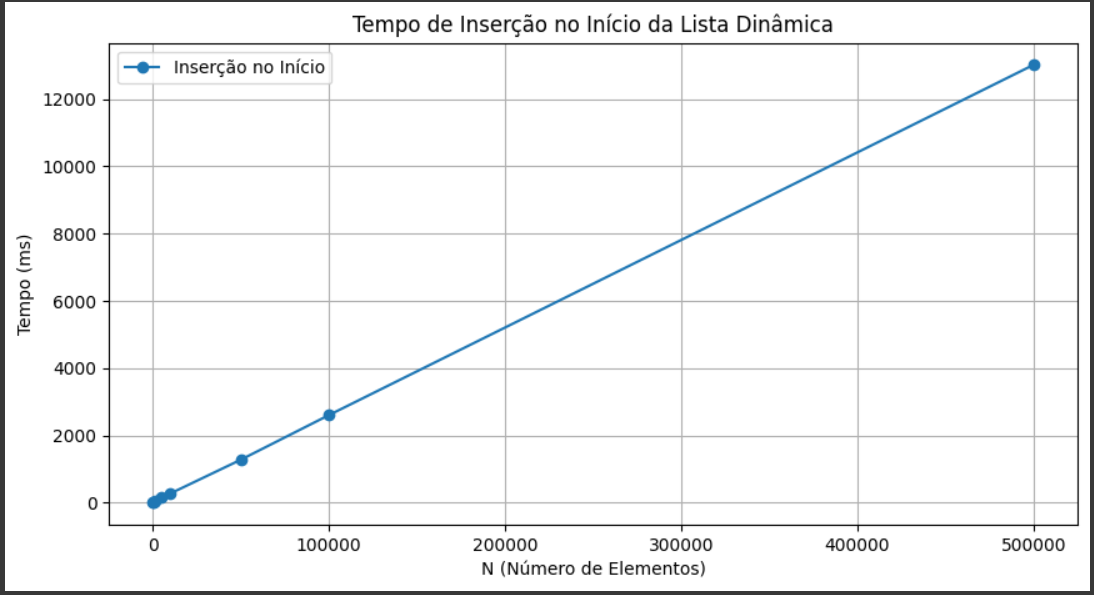 Tempo de Inserção no Início da Lista Dinâmica
Inserção no Início
12000
10000
8000
6000
4000
2000
0
Tempo (ms)
0 100000 200000 300000 400000 500000
N (Número de Elementos)